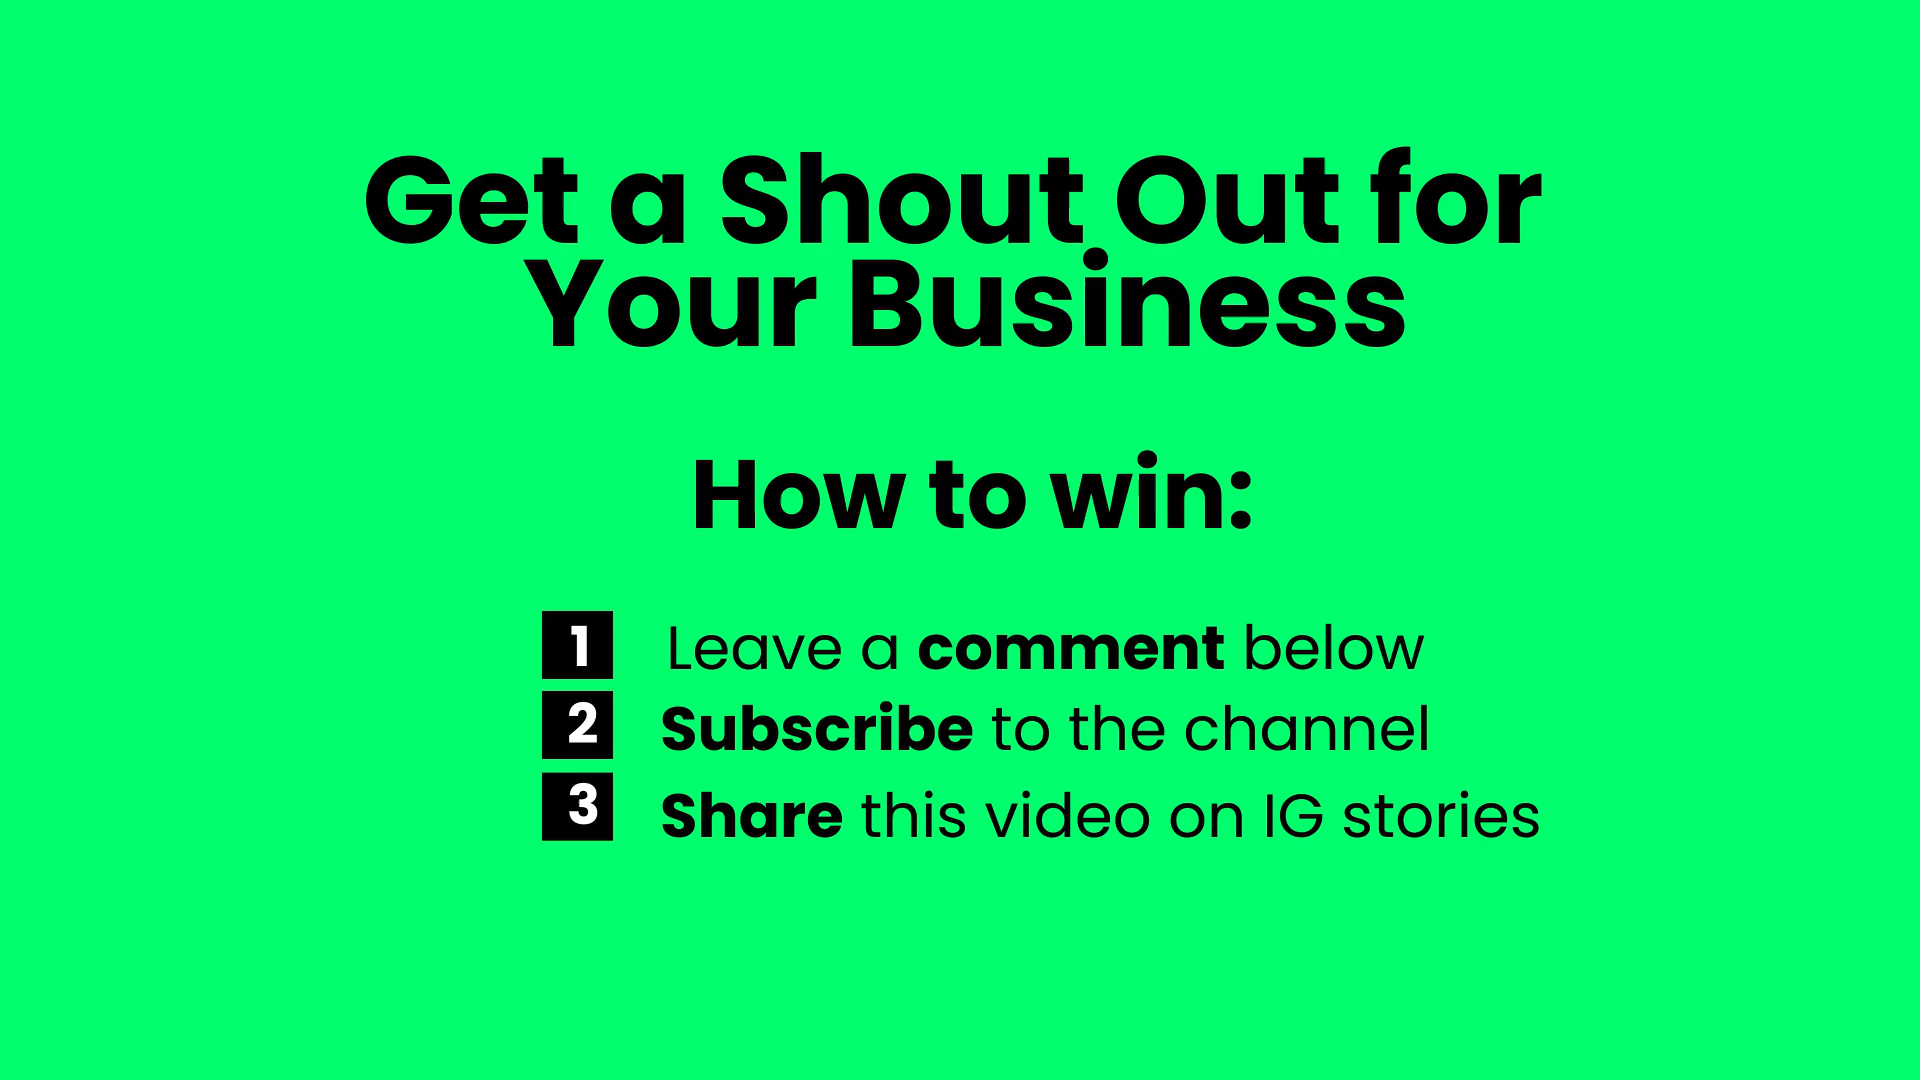 Get a Shout Out for
Your Business
How to win:
1 Leave a comment below
2 Subscribe to the channel
3 Share this video on IG stories